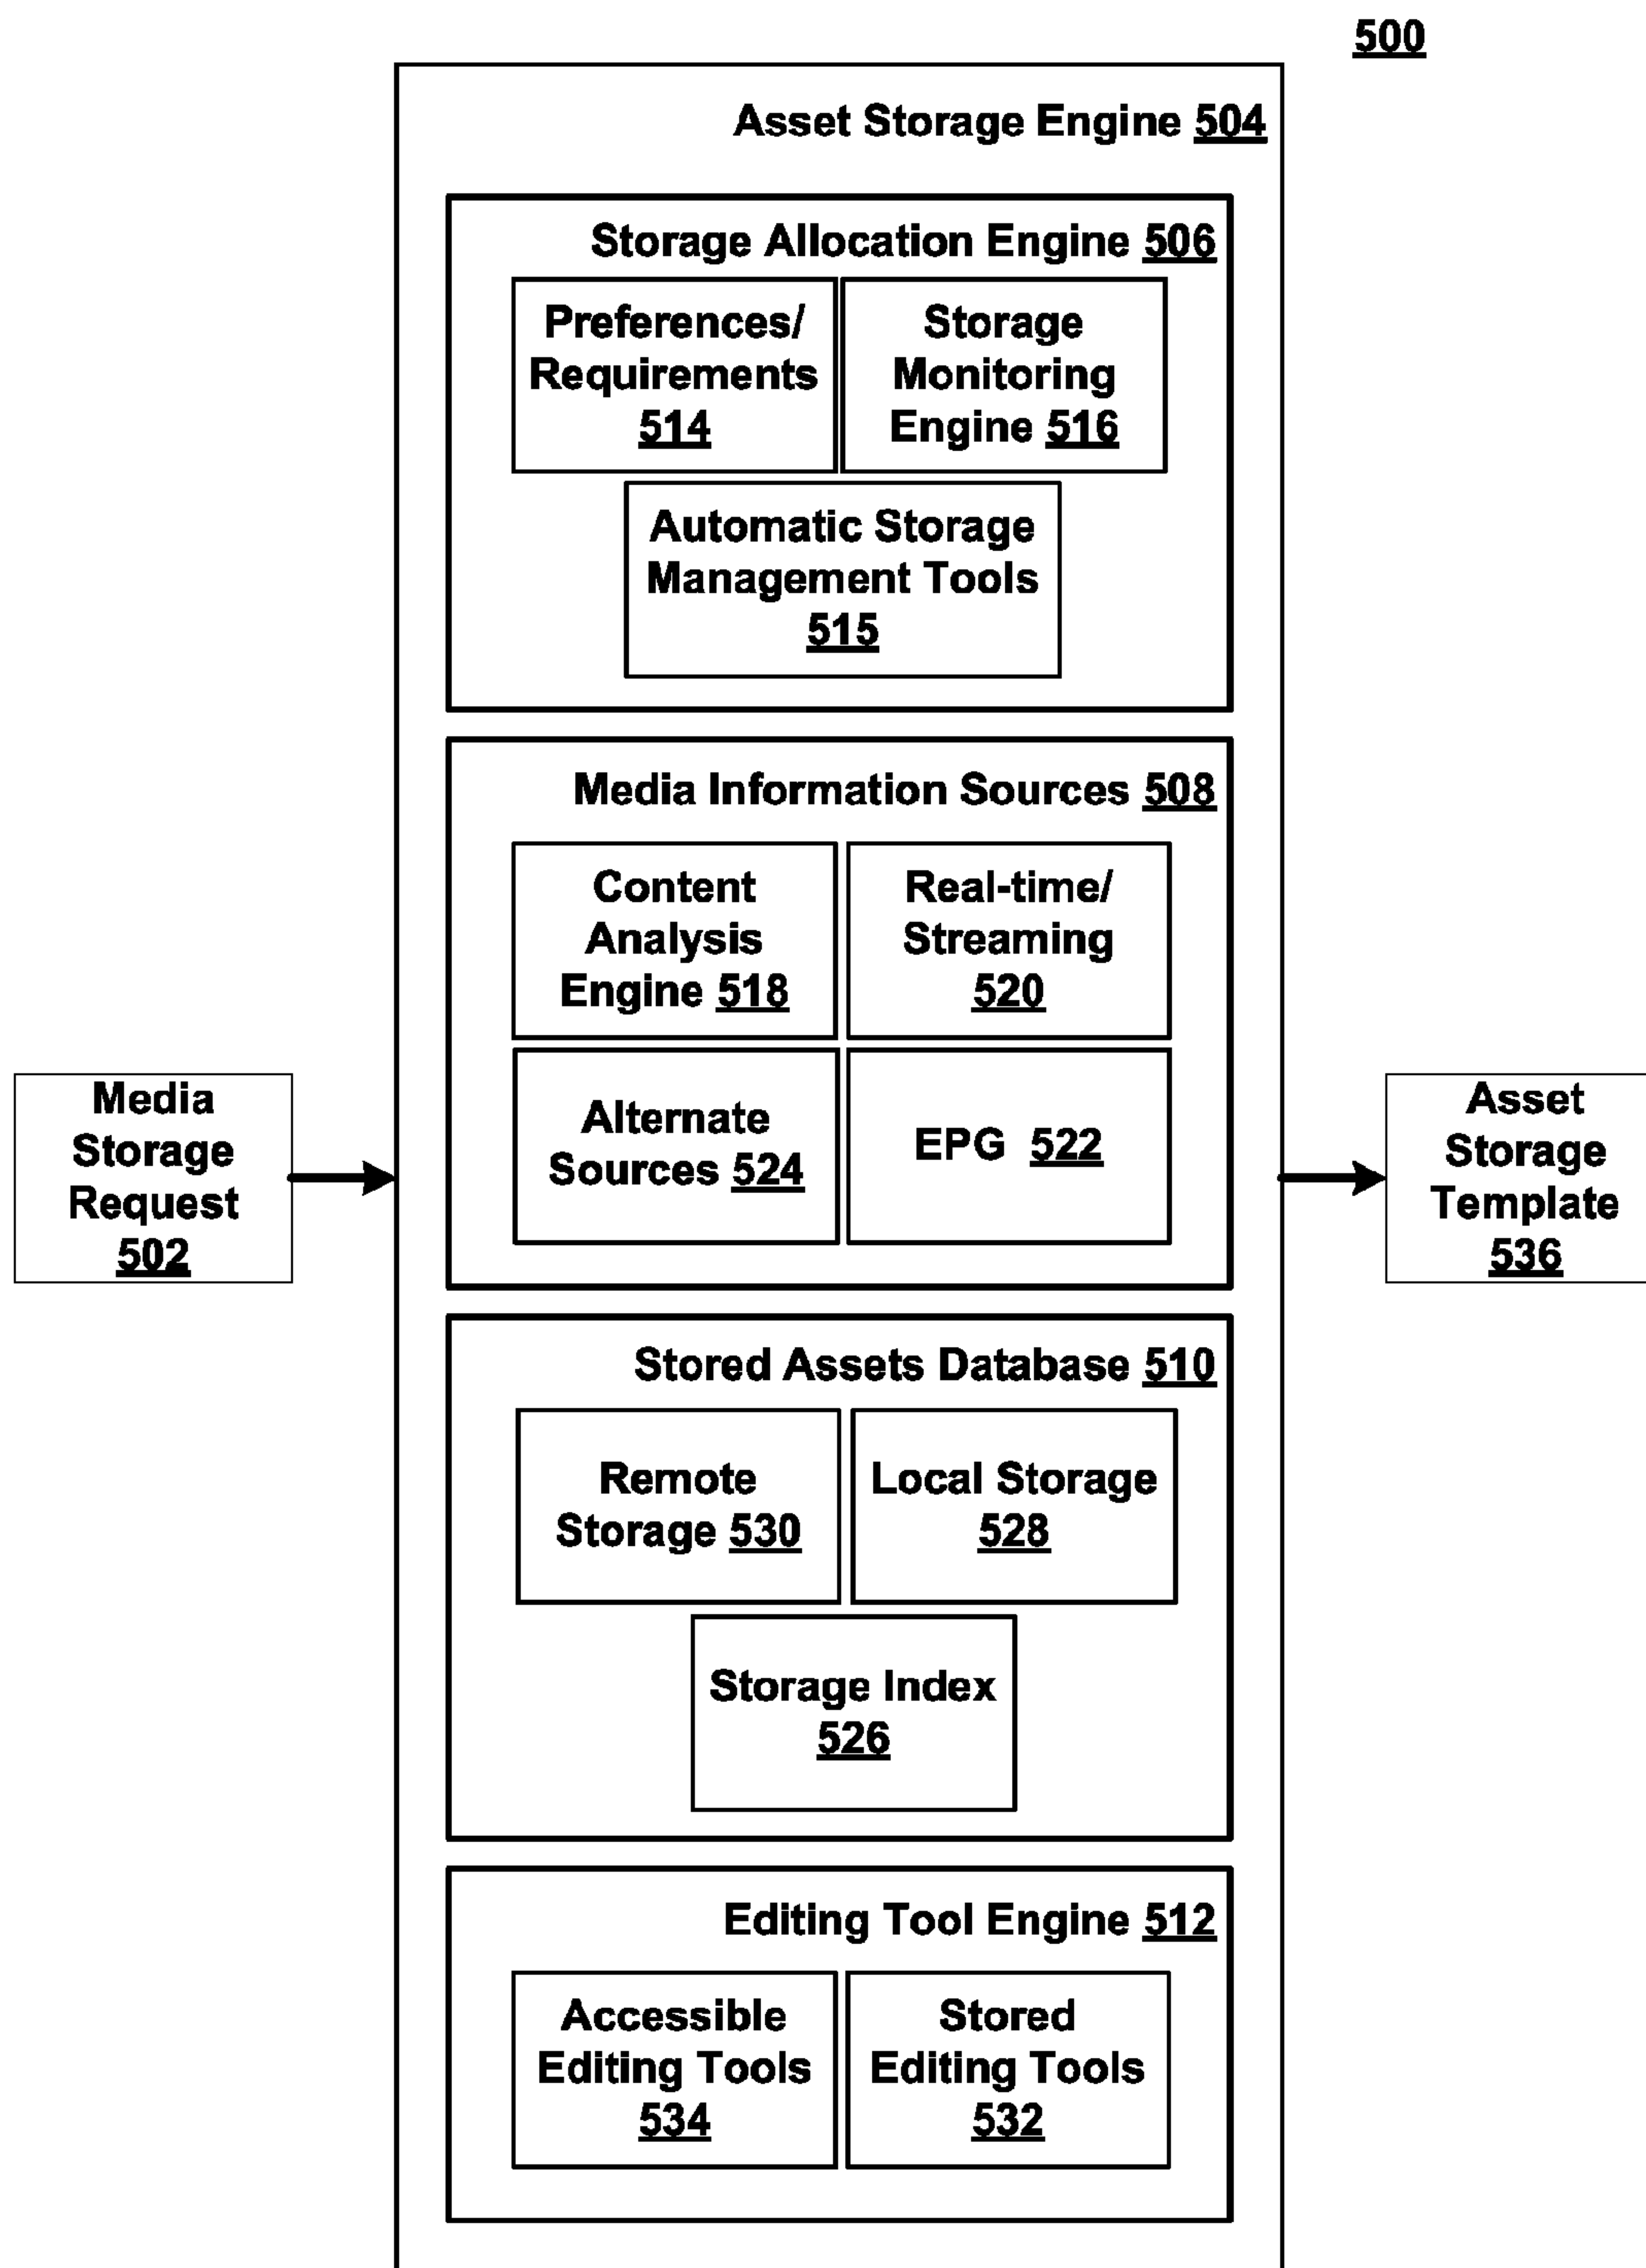 500
Asset Storage Engine 504
Storage Allocation Engine 506
Preferences/
Requirements
514
Storage
Monitoring
Engine 516
Automatic Storage
Management Tools
515
Media Information Sources 508
Content
Analysis
Engine 518
Real-time/
Streaming
520
Alternate
Sources 524
EPG 522
Media
Storage
Request
502
Asset
Storage
Template
536
Stored Assets Database 510
Remote
Storage 530
Local Storage
528
Storage Index
526
Editing Tool Engine 512
Accessible
Editing Tools
534
Stored
Editing Tools
532